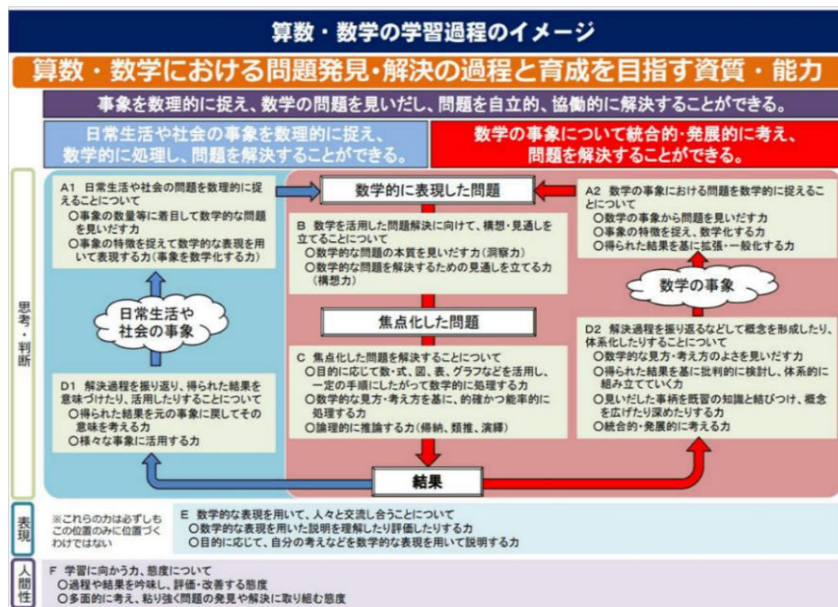 算数・数学の学習過程のイメージ
算数・数学における問題発見・解決の過程と育成を目指す資質・能力
事象を数理的に捉え、数学の問題を見いだし、問題を自立的、協働的に解決することができる。
日常生活や社会の事象を数理的に捉え、
数学的に処理し、問題を解決することができる。
数学の事象について統合的・発展的に考え、
問題を解決することができる。
思考・判断
A1 日常生活や社会の問題を数理的に捉
えることについて
○事象の数量等に着目して数学的な問題
を見いだす力
○事象の特徴を捉えて数学的な表現を用
いて表現する力(事象を数学化する力)
日常生活や
社会の事象
D1 解決過程を振り返り、得られた結果を
意味づけたり、活用したりすることについて
○得られた結果を元の事象に戻してその
意味を考える力
○様々な事象に活用する力
数学的に表現した問題
B 数学を活用した問題解決に向けて、構想・見通しを
立てることについて
○数学的な問題の本質を見いだす力(洞察力)
○数学的な問題を解決するための見通しを立てる力
(構想力)
焦点化した問題
C 焦点化した問題を解決することについて
○目的に応じて数・式、図、表、グラフなどを活用し、
一定の手順にしたがって数学的に処理する力
○数学的な見方・考え方を基に、的確かつ能率的に
処理する力
○論理的に推論する力(帰納、類推、演繹)
結果
A2 数学の事象における問題を数学的に捉えるこ
とについて
○数学の事象から問題を見いだす力
○事象の特徴を捉え、数学化する力
○得られた結果を基に拡張・一般化する力
数学の事象
D2 解決過程を振り返るなどして概念を形成したり、
体系化したりすることについて
○数学的な見方・考え方のよさを見いだす力
○得られた結果を基に批判的に検討し、体系的に
組み立てていく力
○見いだした事柄を既習の知識と結びつけ、概念
を広げたり深めたりする力
○統合的・発展的に考える力
表現
※これらの力は必ずしも
この位置のみに位置づく
わけではない
E 数学的な表現を用いて、人々と交流し合うことについて
○数学的な表現を用いた説明を理解したり評価したりする力
○目的に応じて、自分の考えなどを数学的な表現を用いて説明する力
人間性
F 学習に向かう力、態度について
○過程や結果を吟味し、評価・改善する態度
○多面的に考え、粘り強く問題の発見や解決に取り組む態度